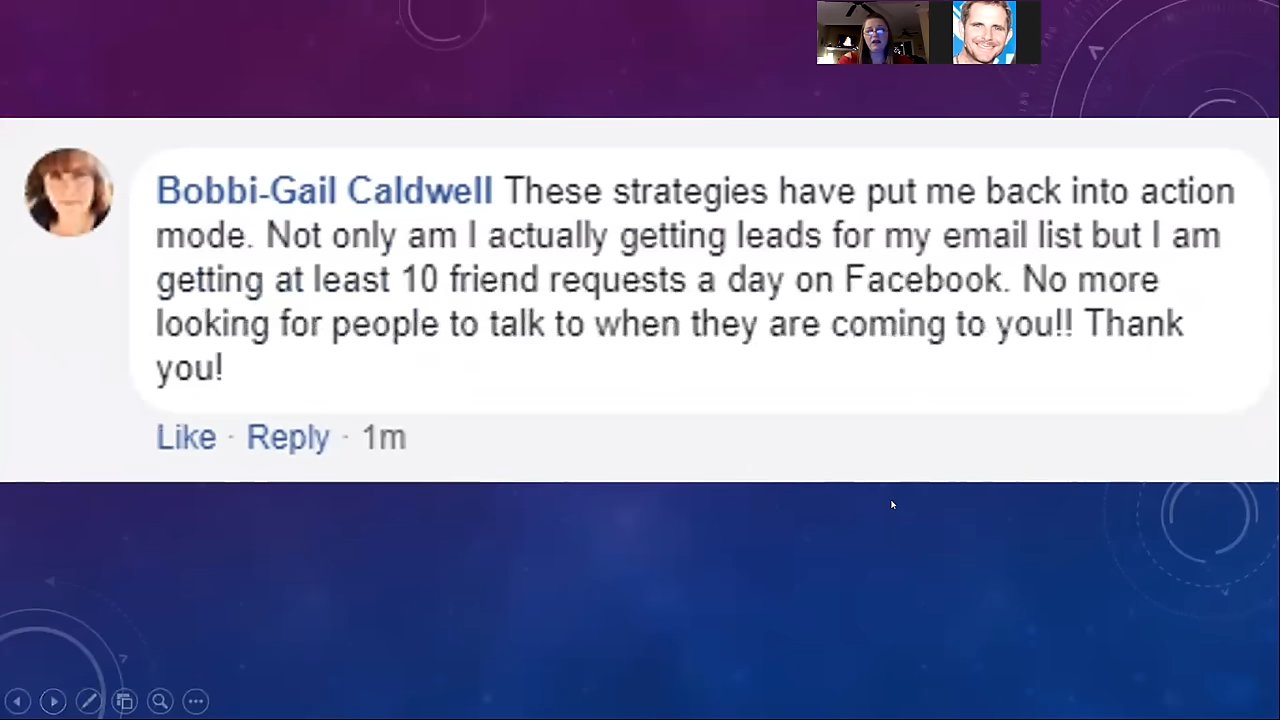 Bobbi-Gail Caldwell These strategies have put me back into action
mode. Not only am I actually getting leads for my email list but I am
getting at least 10 friend requests a day on Facebook. No more
looking for people to talk to when they are coming to you!! Thank
you!
Like · Reply · 1m